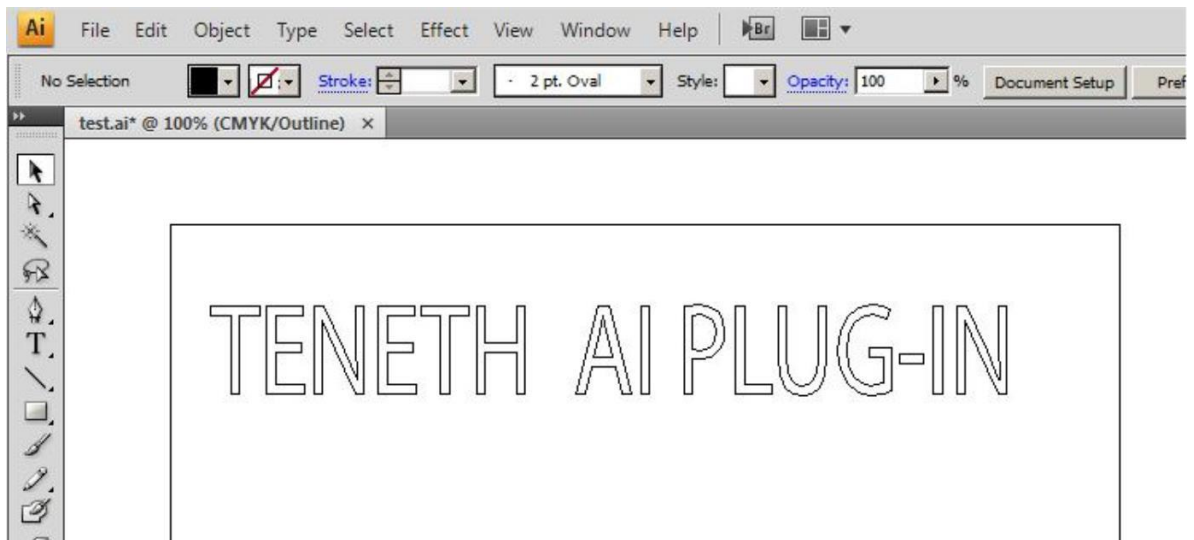 Ai File Edit Object Type Select Effect View Window Help Br
No Selection Stroke: 2 pt. Oval Style: Opacity: 100 % Document Setup Pref
test.ai* @ 100% (CMYK/Outline) ×
T
TENETH AI PLUG-IN